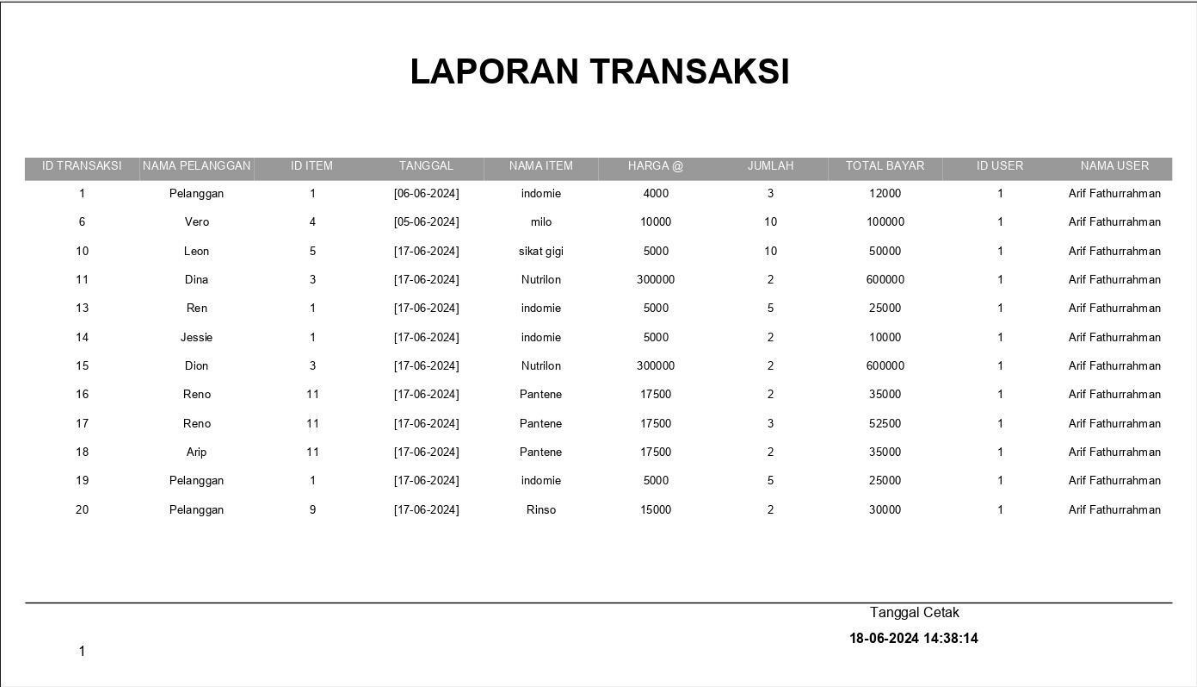 LAPORAN TRANSAKSI
ID TRANSAKSI NAMA PELANGGAN ID ITEM TANGGAL NAMA ITEM HARGA @ JUMLAH TOTAL BAYAR ID USER NAMA USER
1 Pelanggan 1 [06-06-2024] indomie 4000 3 12000 1 Arif Fathurrahman
6 Vero 4 [05-06-2024] milo 10000 10 100000 1 Arif Fathurrahman
10 Leon 5 [17-06-2024] sikat gigi 5000 10 50000 1 Arif Fathurrahman
11 Dina 3 [17-06-2024] Nutrilon 300000 2 600000 1 Arif Fathurrahman
13 Ren 1 [17-06-2024] indomie 5000 5 25000 1 Arif Fathurrahman
14 Jessie 1 [17-06-2024] indomie 5000 2 10000 1 Arif Fathurrahman
15 Dion 3 [17-06-2024] Nutrilon 300000 2 600000 1 Arif Fathurrahman
16 Reno 11 [17-06-2024] Pantene 17500 2 35000 1 Arif Fathurrahman
17 Reno 11 [17-06-2024] Pantene 17500 3 52500 1 Arif Fathurrahman
18 Arip 11 [17-06-2024] Pantene 17500 2 35000 1 Arif Fathurrahman
19 Pelanggan 1 [17-06-2024] indomie 5000 5 25000 1 Arif Fathurrahman
20 Pelanggan 9 [17-06-2024] Rinso 15000 2 30000 1 Arif Fathurrahman
Tanggal Cetak
18-06-2024 14:38:14
1